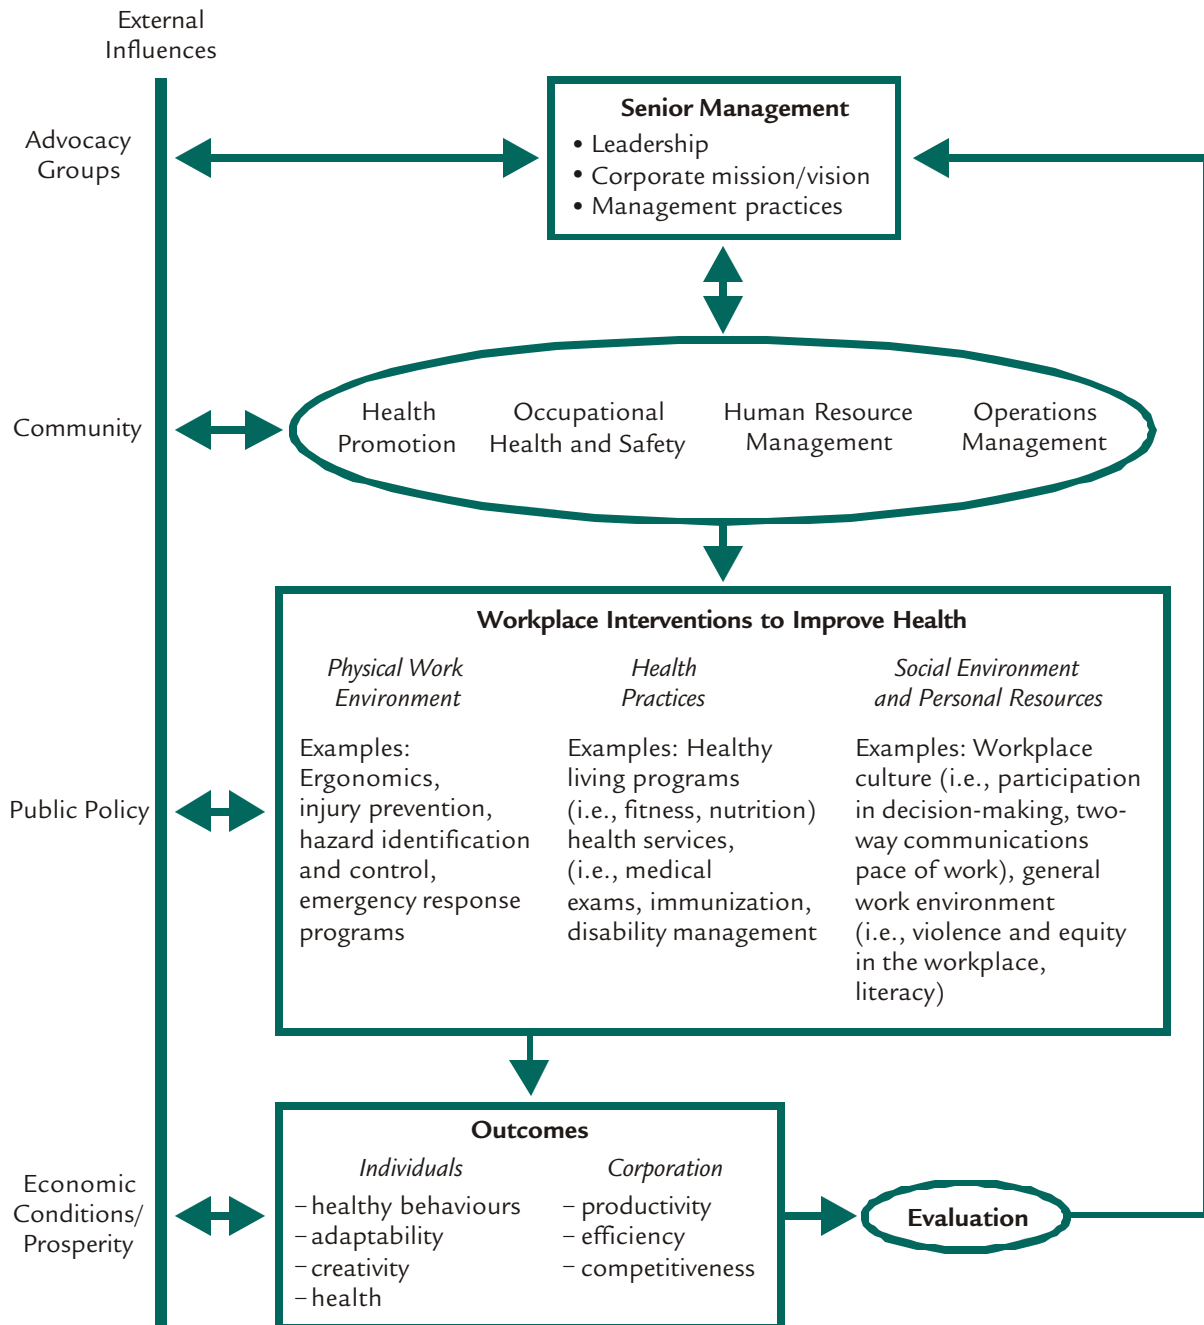 External
Influences
Advocacy
Groups
Senior Management
• Leadership
• Corporate mission/vision
• Management practices
Community
Health
Promotion
Occupational
Health and Safety
Human Resource
Management
Operations
Management
Public Policy
Workplace Interventions to Improve Health
Physical Work
Environment
Examples:
Ergonomics,
injury prevention,
hazard identification
and control,
emergency response
programs
Health
Practices
Examples: Healthy
living programs
(i.e., fitness, nutrition)
health services,
(i.e., medical
exams, immunization,
disability management
Social Environment
and Personal Resources
Examples: Workplace
culture (i.e., participation
in decision-making, two-
way communications
pace of work), general
work environment
(i.e., violence and equity
in the workplace,
literacy)
Economic
Conditions/
Prosperity
Outcomes
Individuals
– healthy behaviours
– adaptability
– creativity
– health
Corporation
– productivity
– efficiency
– competitiveness
Evaluation